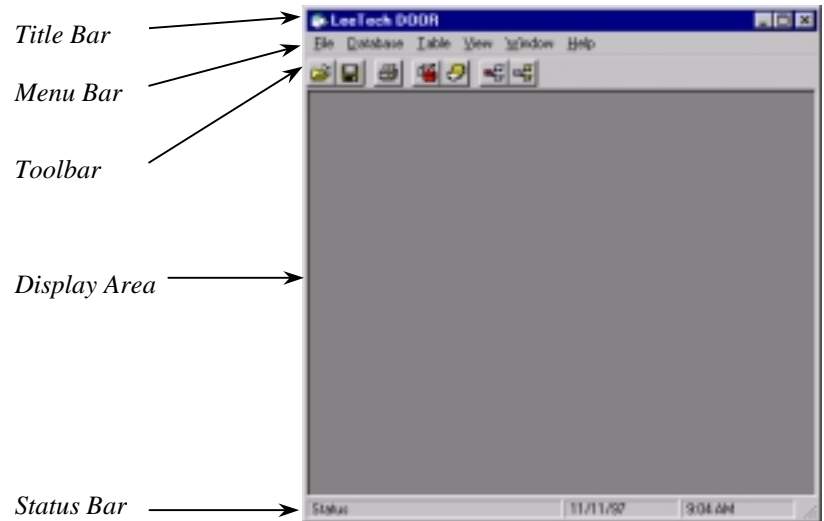 Title Bar
LeeTech DOOR
Menu Bar
File Database Table View Window Help
Toolbar
Display Area
Status Bar
Status 11/11/97 9:04 AM